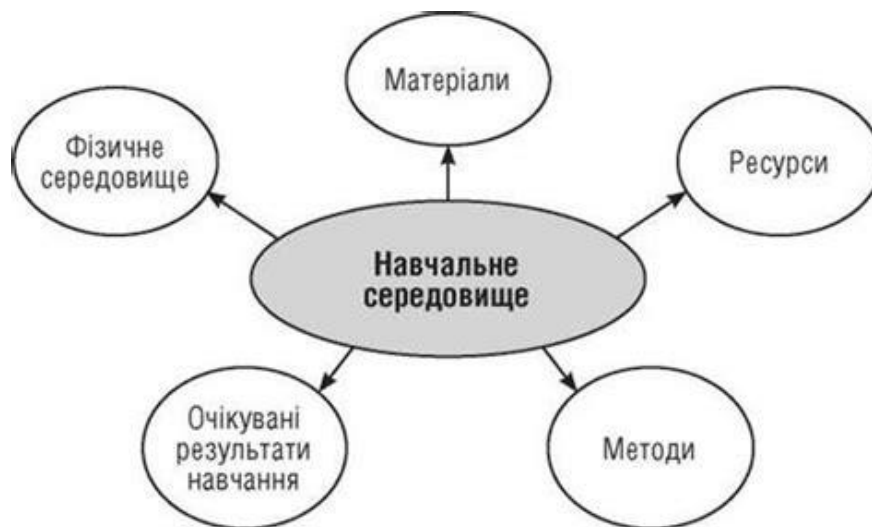 Матеріали
Фізичне
середовище
Ресурси
Навчальне
середовище
Очікувані
результати
навчання
Методи